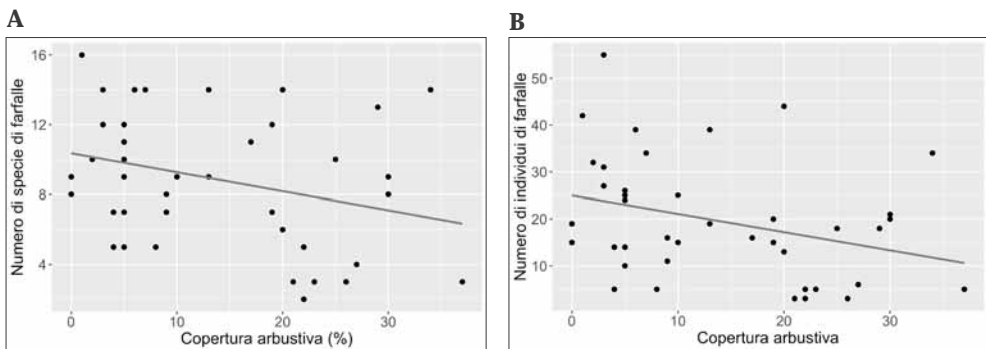 A
Numero di specie di farfalle
16
12
8
4
0
10
20
30
Copertura arbustiva (%)
B
Numero di individui di farfalle
50
40
30
20
10
0
10
20
30
Copertura arbustiva